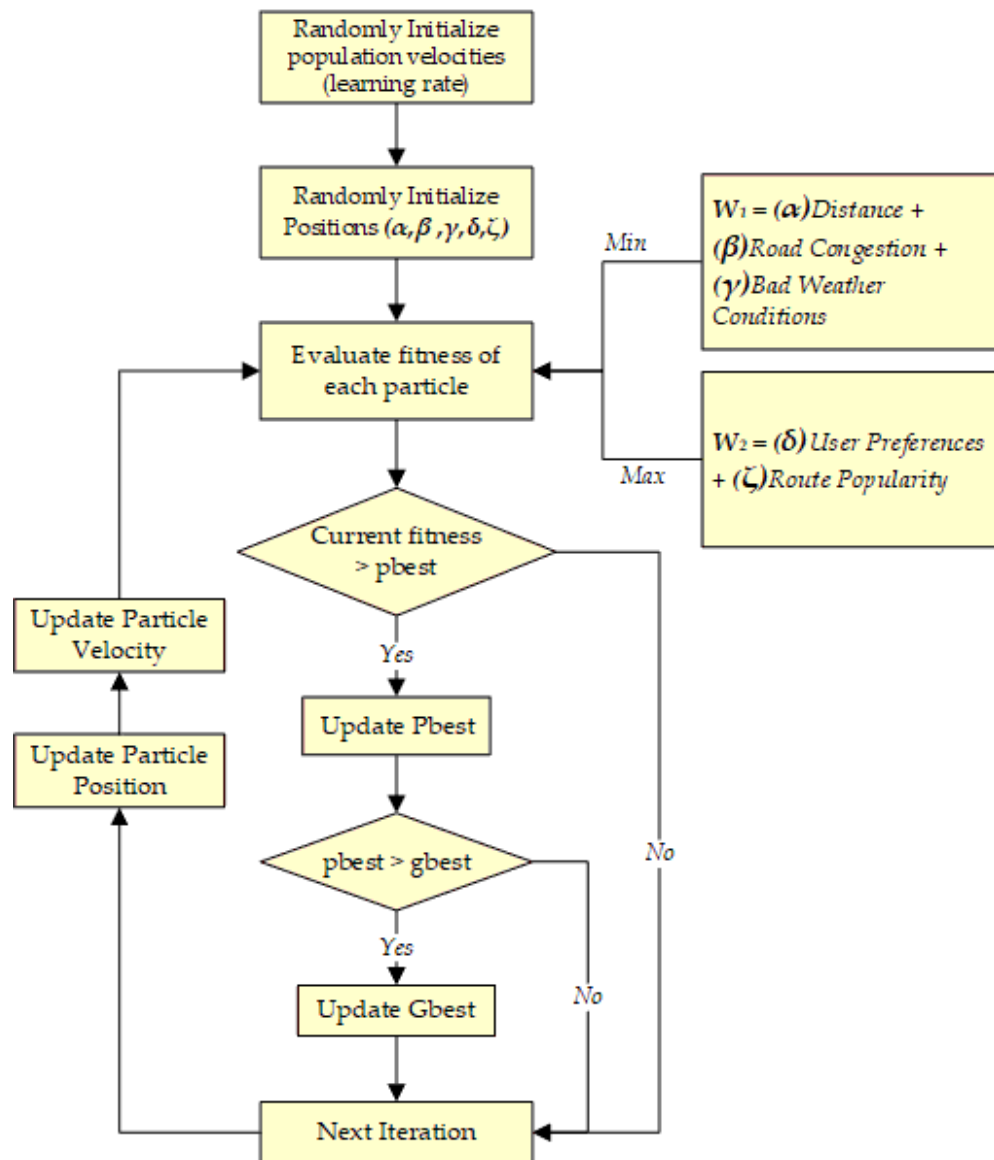 Randomly Initialize
population velocities
(learning rate)
Randomly Initialize
Positions (α,β ,γ,δ,ζ)
Min
W1 = (α)Distance +
(β)Road Congestion +
(γ)Bad Weather
Conditions
Evaluate fitness of
each particle
W2 = (δ) User Preferences
+ (ζ)Route Popularity
Max
Current fitness
> pbest
Update Particle
Velocity
Yes
Update Pbest
Update Particle
Position
pbest > gbest
No
Yes
No
Update Gbest
Next Iteration